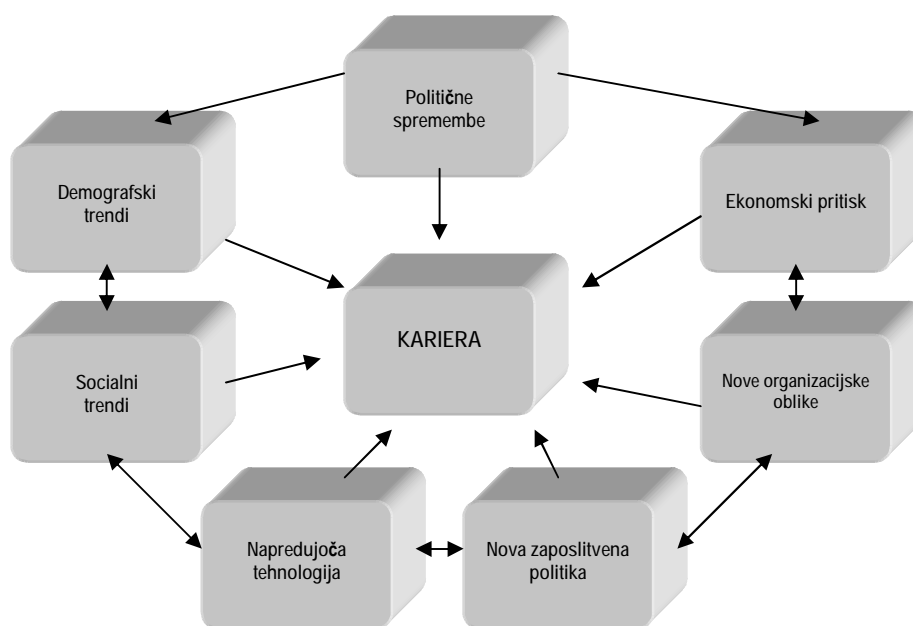 Politične
spremembe
Demografski
trendi
Ekonomski pritisk
KARIERA
Socialni
trendi
Nove organizacijske
oblike
Napredujoča
tehnologija
Nova zaposlitvena
politika